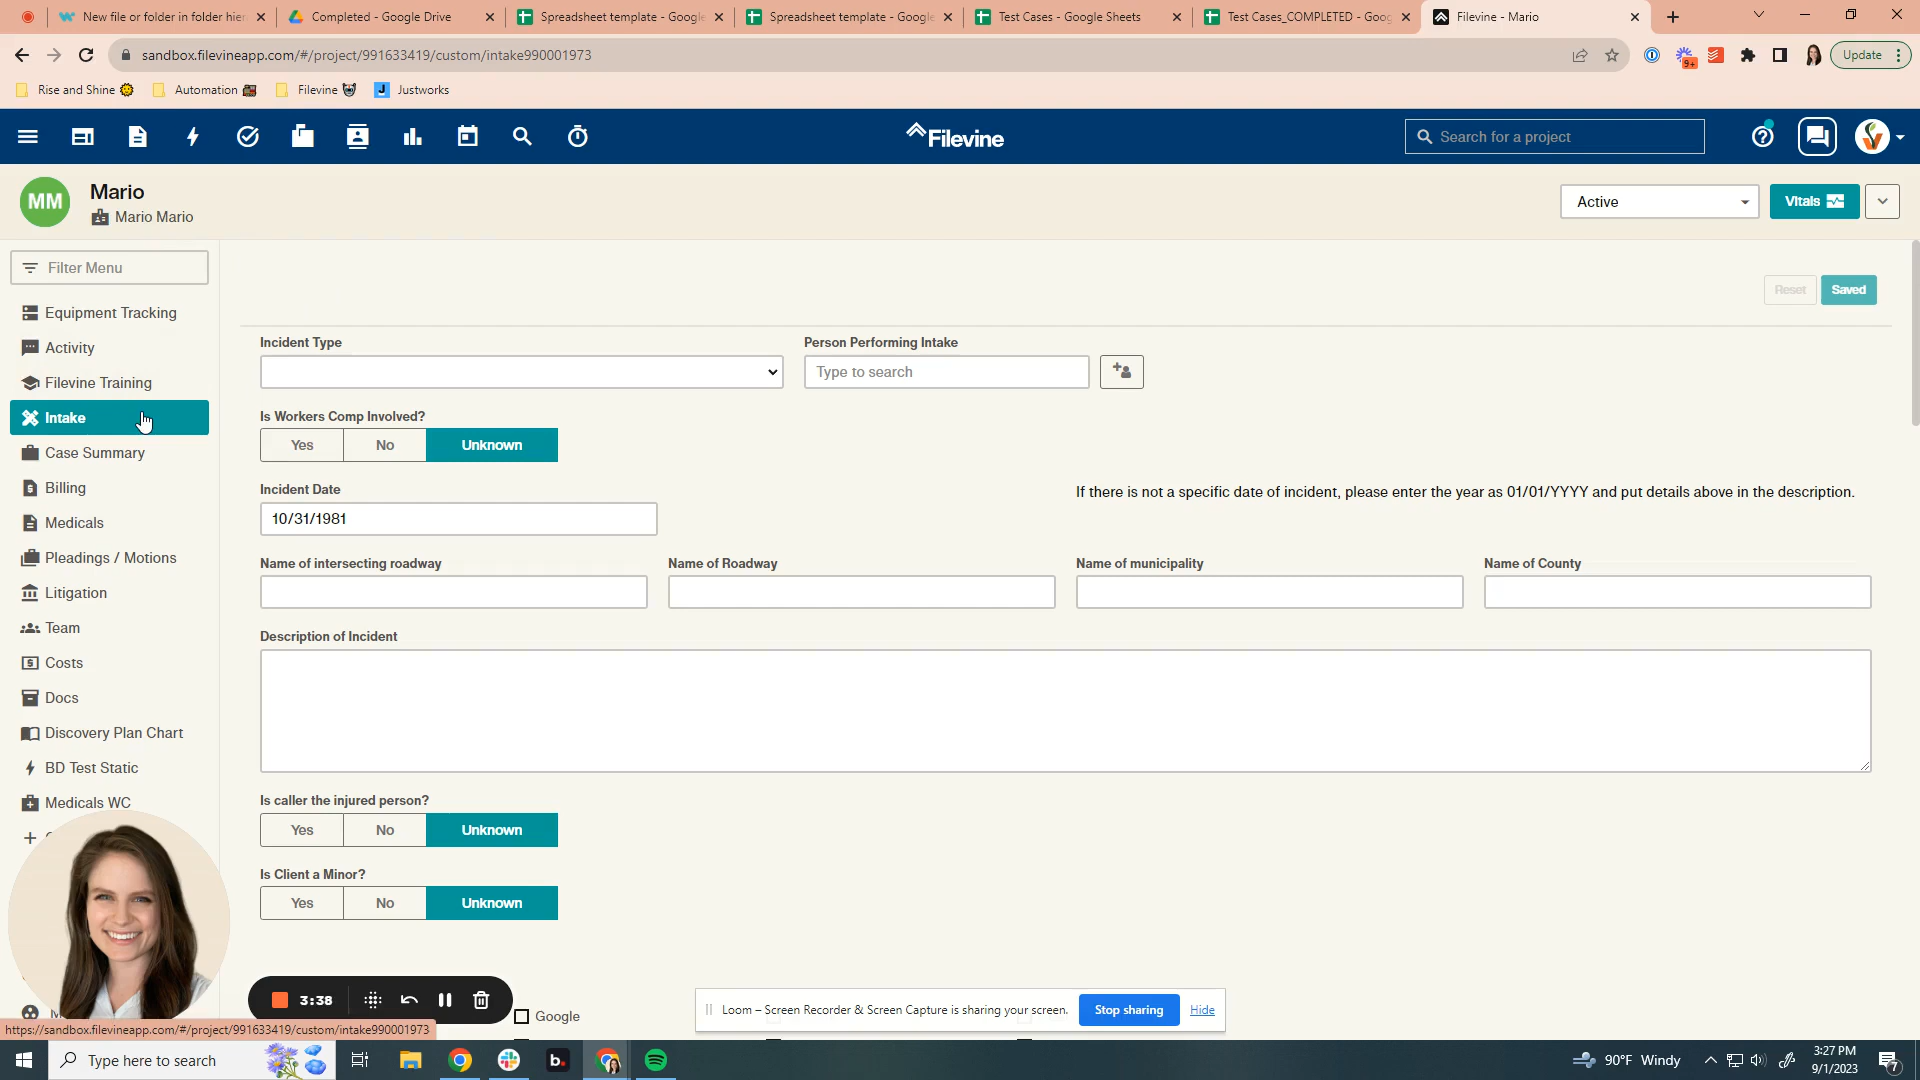 New file or folder in folder hier
Completed - Google Drive
Spreadsheet template - Google
Spreadsheet template - Google
Test Cases - Google Sheets
Test Cases_COMPLETED - Goog
Filevine - Mario
sandbox.filevineapp.com/#/project/991633419/custom/intake990001973
9+
Update
Rise and Shine
Automation
Filevine
Justworks
Filevine
Search for a project
MM
Mario
Mario Mario
Active
Vitals
Filter Menu
Reset
Saved
Equipment Tracking
Activity
Filevine Training
Intake
Case Summary
Billing
Medicals
Pleadings / Motions
Litigation
Team
Costs
Docs
Discovery Plan Chart
BD Test Static
Medicals WC
Incident Type
Person Performing Intake
Type to search
Is Workers Comp Involved?
Yes No Unknown
Incident Date
10/31/1981
If there is not a specific date of incident, please enter the year as 01/01/YYYY and put details above in the description.
Name of intersecting roadway
Name of Roadway
Name of municipality
Name of County
Description of Incident
Is caller the injured person?
Yes No Unknown
Is Client a Minor?
Yes No Unknown
3:38
Google
Loom – Screen Recorder & Screen Capture is sharing your screen.
Stop sharing
Hide
https://sandbox.filevineapp.com/#/project/991633419/custom/intake990001973
Type here to search
b.
90°F Windy
3:27 PM
9/1/2023
7